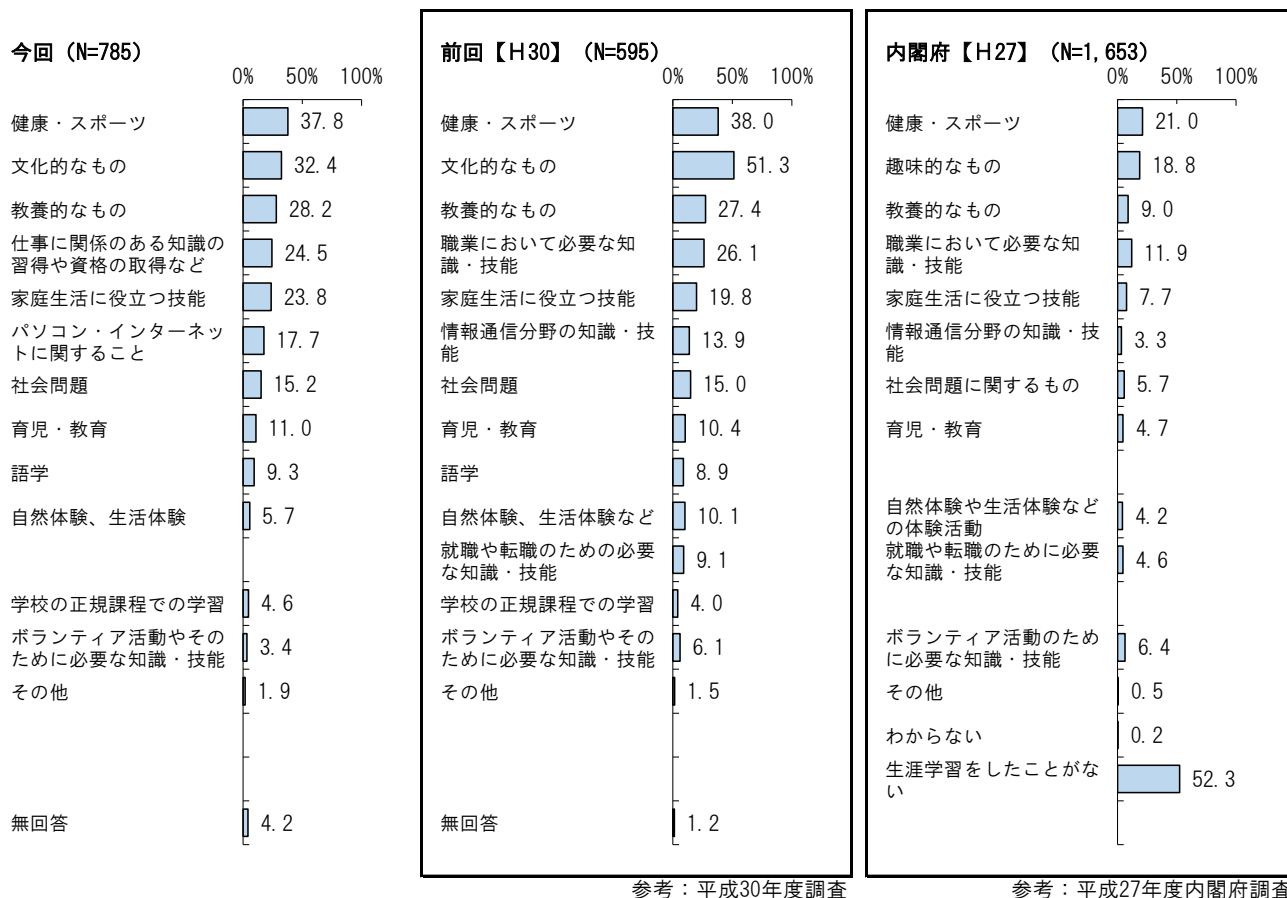 今回（N=785）
0% 50% 100%
健康・スポーツ 37.8
文化的なもの 32.4
教養的なもの 28.2
仕事に関係のある知識の
習得や資格の取得など 24.5
家庭生活に役立つ技能 23.8
パソコン・インターネッ
トに関すること 17.7
社会問題 15.2
育児・教育 11.0
語学 9.3
自然体験、生活体験 5.7
学校の正規課程での学習 4.6
ボランティア活動やその
ために必要な知識・技能 3.4
その他 1.9
無回答 4.2
前回【H30】（N=595）
0% 50% 100%
健康・スポーツ 38.0
文化的なもの 51.3
教養的なもの 27.4
職業において必要な知
識・技能 26.1
家庭生活に役立つ技能 19.8
情報通信分野の知識・技
能 13.9
社会問題 15.0
育児・教育 10.4
語学 8.9
自然体験、生活体験など 10.1
就職や転職のための必要
な知識・技能 9.1
学校の正規課程での学習 4.0
ボランティア活動やその
ために必要な知識・技能 6.1
その他 1.5
無回答 1.2
参考：平成30年度調査
内閣府【H27】（N=1,653）
0% 50% 100%
健康・スポーツ 21.0
趣味的なもの 18.8
教養的なもの 9.0
職業において必要な知
識・技能 11.9
家庭生活に役立つ技能 7.7
情報通信分野の知識・技
能 3.3
社会問題に関するもの 5.7
育児・教育 4.7
自然体験や生活体験など
の体験活動 4.2
就職や転職のために必要
な知識・技能 4.6
ボランティア活動のため
に必要な知識・技能 6.4
その他 0.5
わからない 0.2
生涯学習をしたことがな
い 52.3
参考：平成27年度内閣府調査